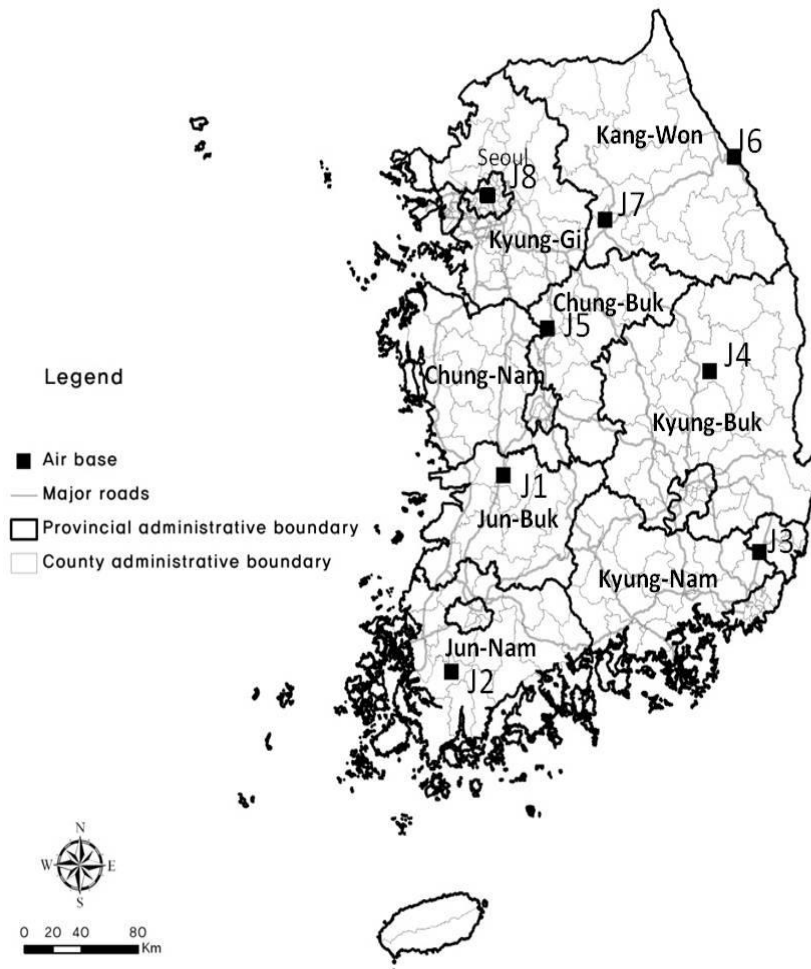 Kang-Won
J6
Seoul
J8
J7
Kyung-Gi
Chung-Buk
J5
J4
Chung-Nam
Kyung-Buk
J1
Jun-Buk
J3
Kyung-Nam
Jun-Nam
J2
Legend
Air base
Major roads
Provincial administrative boundary
County administrative boundary
N
W E
S
0 20 40 80
Km